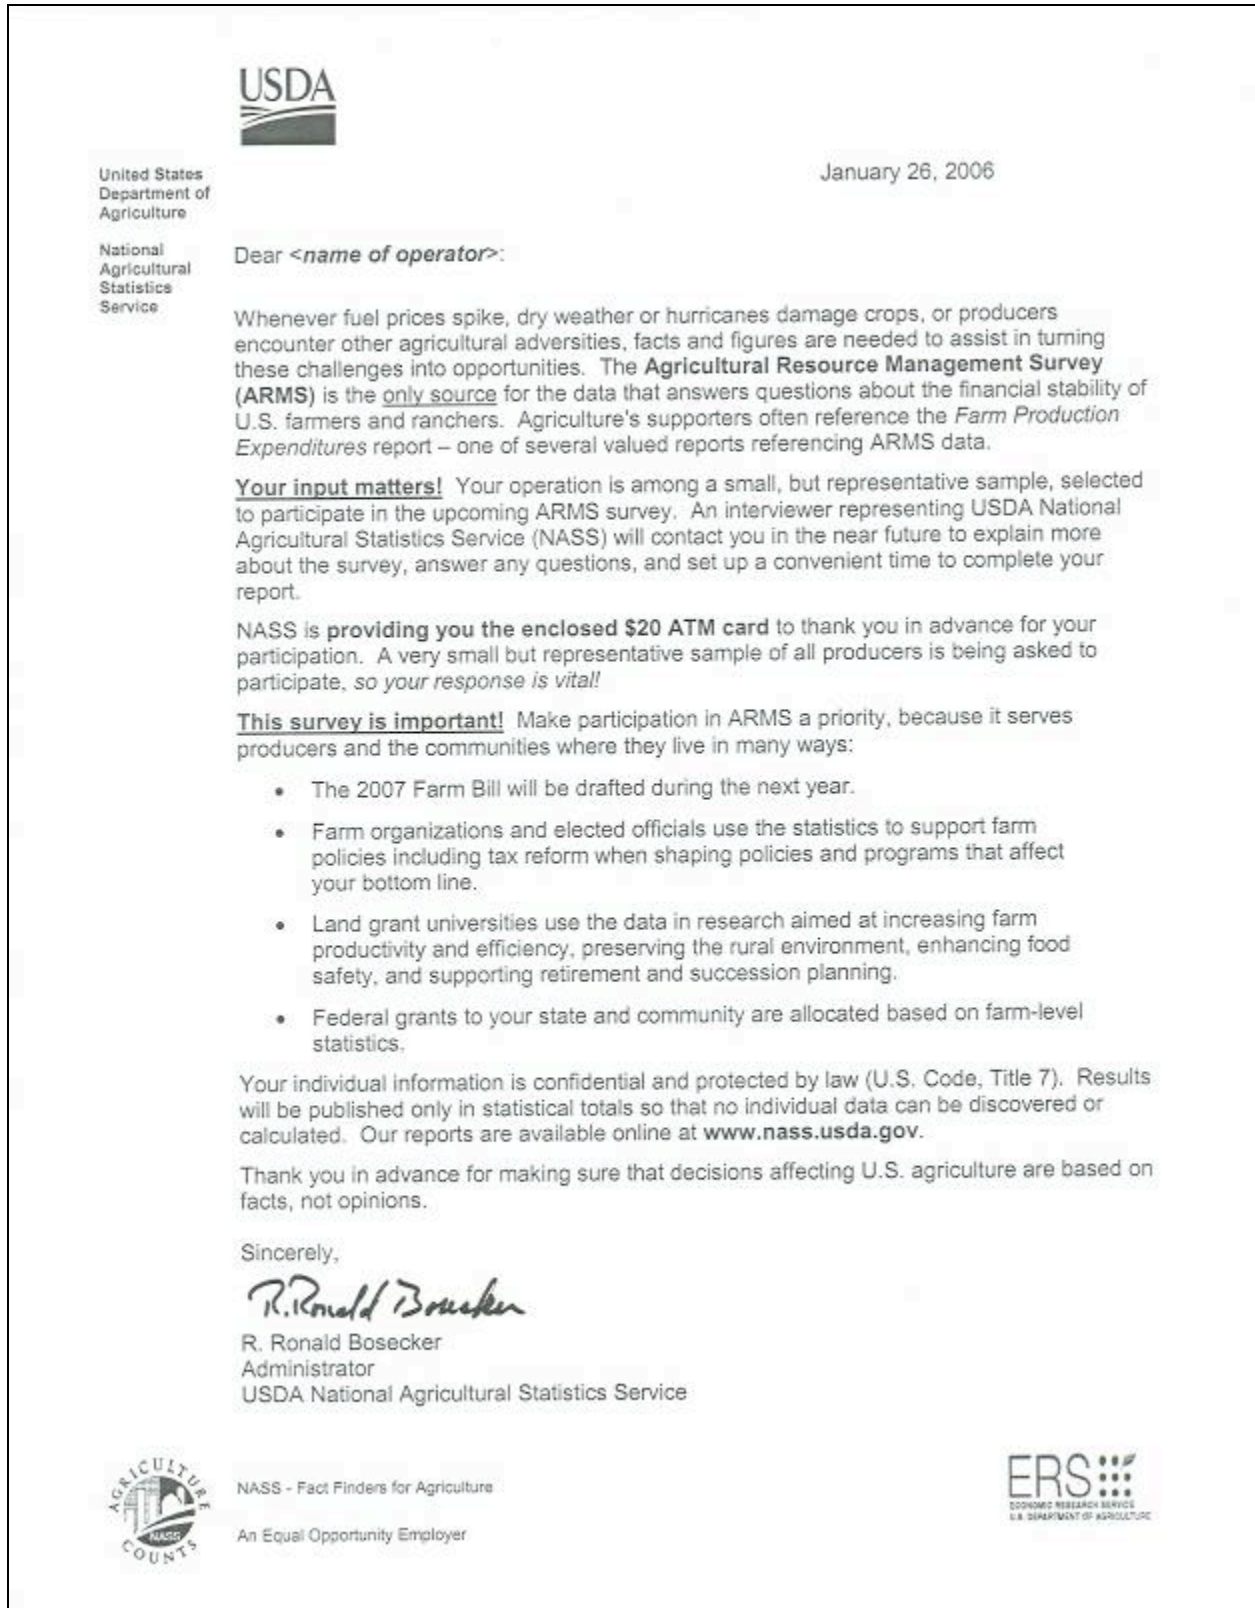 USDA
United States
Department of
Agriculture
National
Agricultural
Statistics
Service
January 26, 2006
Dear <name of operator>:
Whenever fuel prices spike, dry weather or hurricanes damage crops, or producers
encounter other agricultural adversities, facts and figures are needed to assist in turning
these challenges into opportunities. The Agricultural Resource Management Survey
(ARMS) is the only source for the data that answers questions about the financial stability of
U.S. farmers and ranchers. Agriculture's supporters often reference the Farm Production
Expenditures report – one of several valued reports referencing ARMS data.
Your input matters! Your operation is among a small, but representative sample, selected
to participate in the upcoming ARMS survey. An interviewer representing USDA National
Agricultural Statistics Service (NASS) will contact you in the near future to explain more
about the survey, answer any questions, and set up a convenient time to complete your
report.
NASS is providing you the enclosed $20 ATM card to thank you in advance for your
participation. A very small but representative sample of all producers is being asked to
participate, so your response is vital!
This survey is important! Make participation in ARMS a priority, because it serves
producers and the communities where they live in many ways:
• The 2007 Farm Bill will be drafted during the next year.
• Farm organizations and elected officials use the statistics to support farm
policies including tax reform when shaping policies and programs that affect
your bottom line.
• Land grant universities use the data in research aimed at increasing farm
productivity and efficiency, preserving the rural environment, enhancing food
safety, and supporting retirement and succession planning.
• Federal grants to your state and community are allocated based on farm-level
statistics.
Your individual information is confidential and protected by law (U.S. Code, Title 7). Results
will be published only in statistical totals so that no individual data can be discovered or
calculated. Our reports are available online at www.nass.usda.gov.
Thank you in advance for making sure that decisions affecting U.S. agriculture are based on
facts, not opinions.
Sincerely,
R. Ronald Bosecker
R. Ronald Bosecker
Administrator
USDA National Agricultural Statistics Service
AGRICULTURE
NASS
COUNTS
NASS - Fact Finders for Agriculture
An Equal Opportunity Employer
ERS
ECONOMIC RESEARCH SERVICE
U.S. DEPARTMENT OF AGRICULTURE